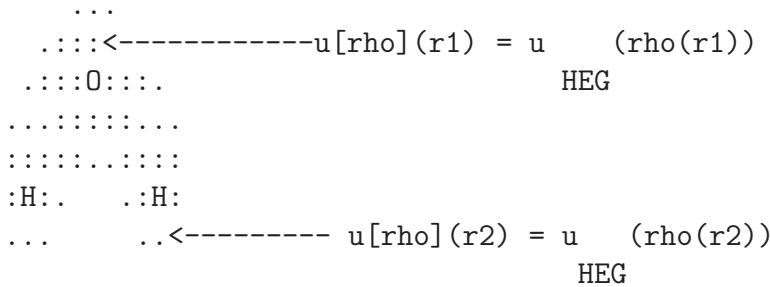 ...
.:::<------------u[rho](r1) = u    (rho(r1))
.:::O:::.                          HEG
...:::::...
:::::..::::
:H:.   .:H:
...      ..<--------- u[rho](r2) = u   (rho(r2))
HEG